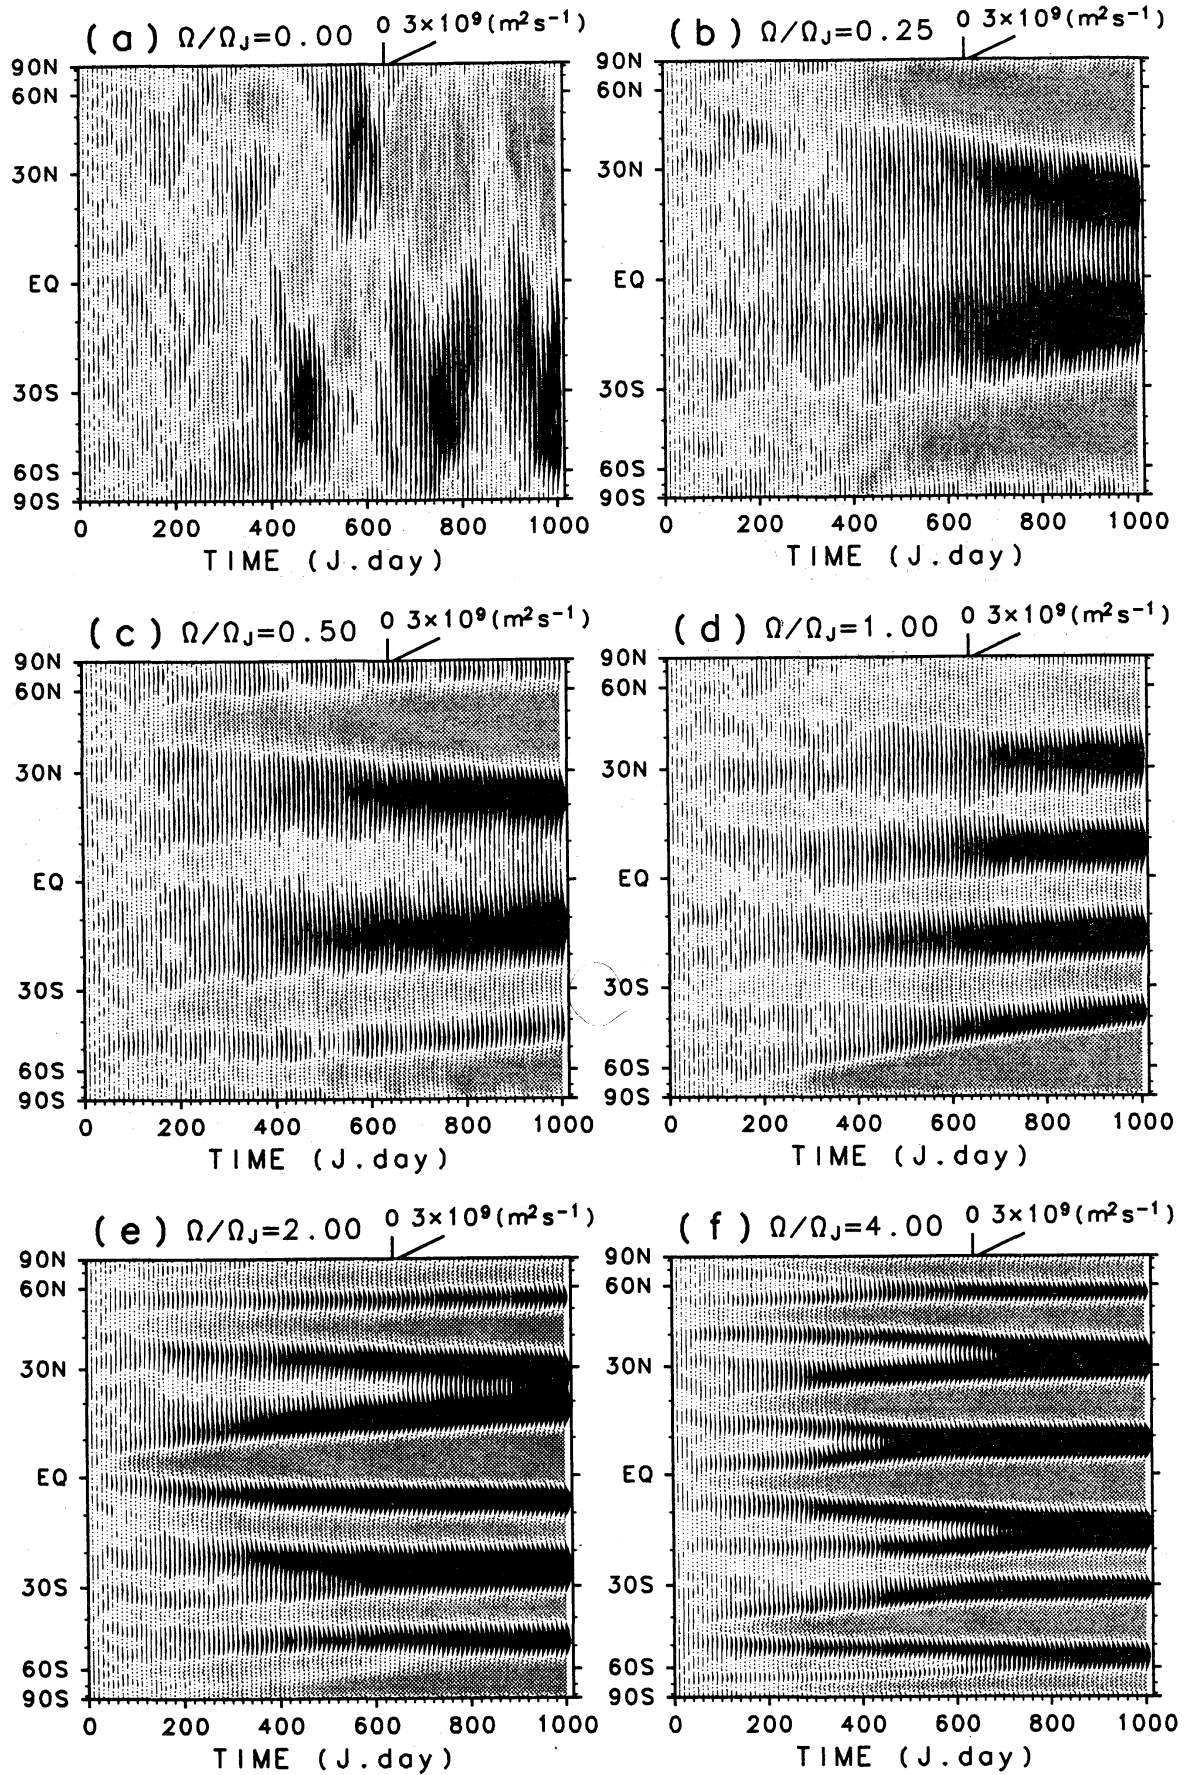 (a) Ω/Ω_J=0.00 0 3×10⁹(m²s⁻¹)
90N
60N
30N
EQ
30S
60S
90S
0 200 400 600 800 1000
TIME (J.day)
(b) Ω/Ω_J=0.25 0 3×10⁹(m²s⁻¹)
90N
60N
30N
EQ
30S
60S
90S
0 200 400 600 800 1000
TIME (J.day)
(c) Ω/Ω_J=0.50 0 3×10⁹(m²s⁻¹)
90N
60N
30N
EQ
30S
60S
90S
0 200 400 600 800 1000
TIME (J.day)
(d) Ω/Ω_J=1.00 0 3×10⁹(m²s⁻¹)
90N
60N
30N
EQ
30S
60S
90S
0 200 400 600 800 1000
TIME (J.day)
(e) Ω/Ω_J=2.00 0 3×10⁹(m²s⁻¹)
90N
60N
30N
EQ
30S
60S
90S
0 200 400 600 800 1000
TIME (J.day)
(f) Ω/Ω_J=4.00 0 3×10⁹(m²s⁻¹)
90N
60N
30N
EQ
30S
60S
90S
0 200 400 600 800 1000
TIME (J.day)